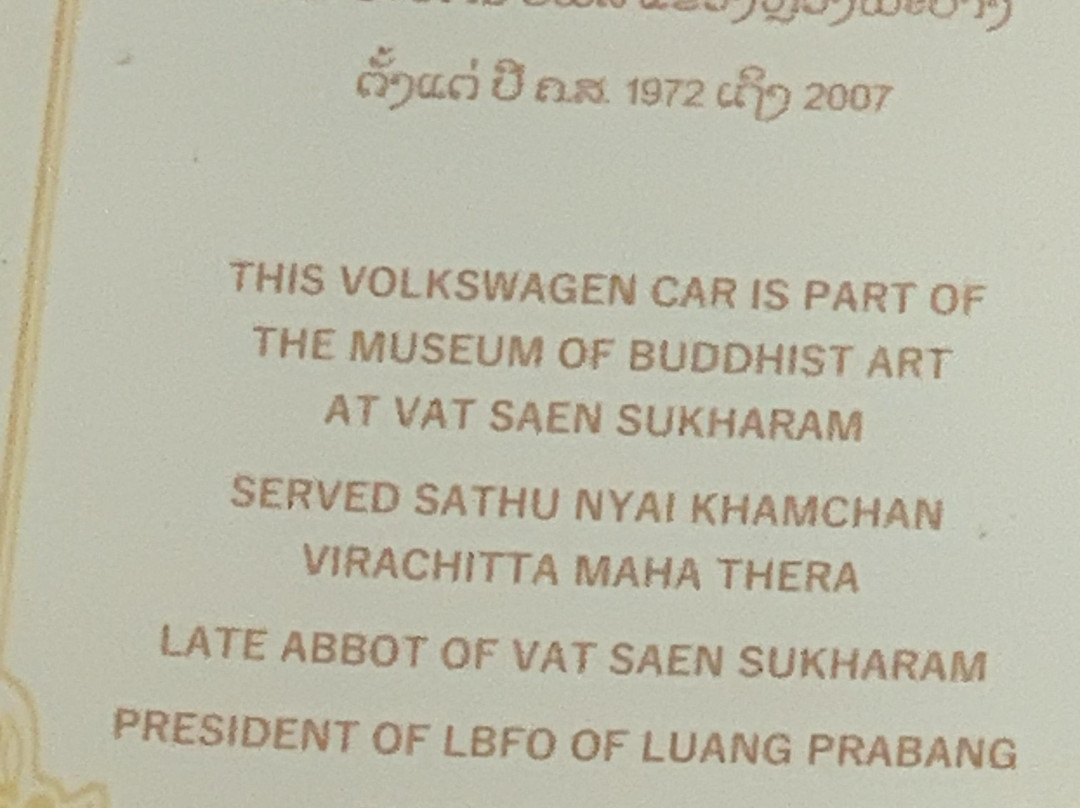 ຕັ້ງແຕ່ ປີ ຄ.ສ. 1972 ເຖິງ 2007
THIS VOLKSWAGEN CAR IS PART OF
THE MUSEUM OF BUDDHIST ART
AT VAT SAEN SUKHARAM
SERVED SATHU NYAI KHAMCHAN
VIRACHITTA MAHA THERA
LATE ABBOT OF VAT SAEN SUKHARAM
PRESIDENT OF LBFO OF LUANG PRABANG